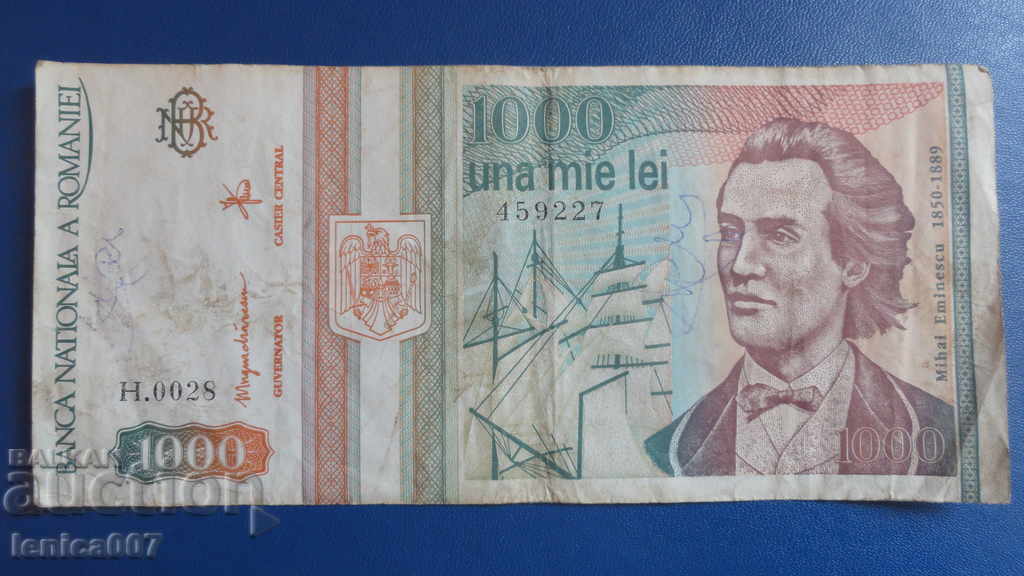 BANCA NATIONALA A ROMANIEI
BNR
CASIER CENTRAL
GUVERNATOR
H.0028
1000
1000
una mie lei
459227
Mihai Eminescu 1850-1889
1000
BALKAN
auction
lenica007